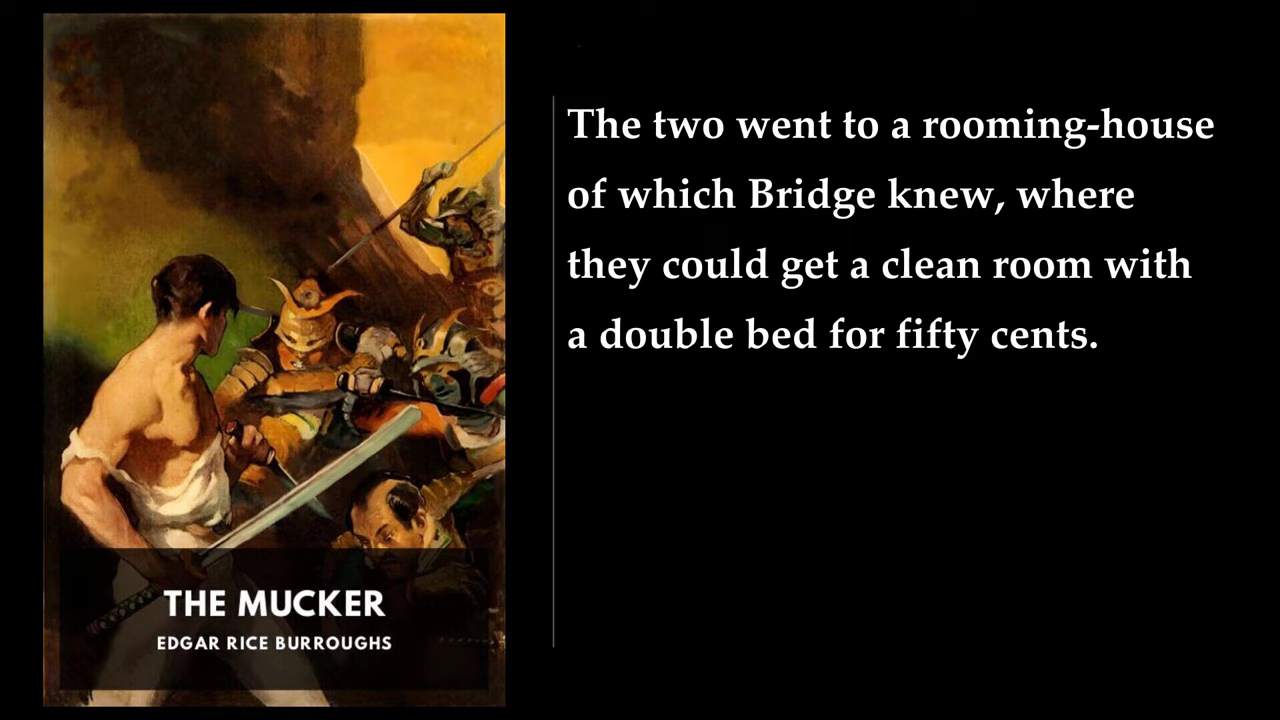 The two went to a rooming-house
of which Bridge knew, where
they could get a clean room with
a double bed for fifty cents.
THE MUCKER
EDGAR RICE BURROUGHS